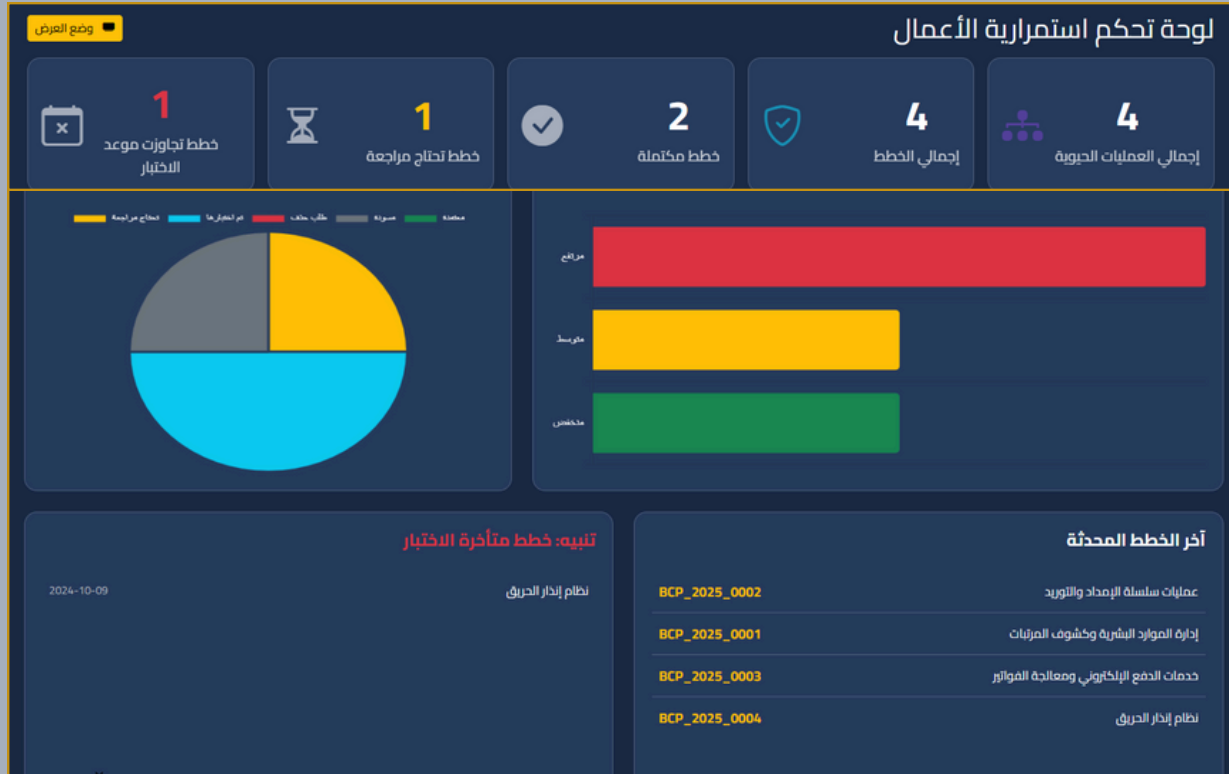 لوحة تحكم استمرارية الأعمال
وضع العرض
4
إجمالي العمليات الحيوية
4
إجمالي الخطط
2
خطط مكتملة
1
خطط تحتاج مراجعة
1
خطط تجاوزت موعد
الاختبار
معتمدة مسودة طلب حذف تم اختبارها تحتاج مراجعة
مرتفع
متوسط
منخفض
آخر الخطط المحدثة
عمليات سلسلة الإمداد والتوريد BCP_2025_0002
إدارة الموارد البشرية وكشوف المرتبات BCP_2025_0001
خدمات الدفع الإلكتروني ومعالجة الفواتير BCP_2025_0003
نظام إنذار الحريق BCP_2025_0004
تنبيه: خطط متأخرة الاختبار
نظام إنذار الحريق 2024-10-09